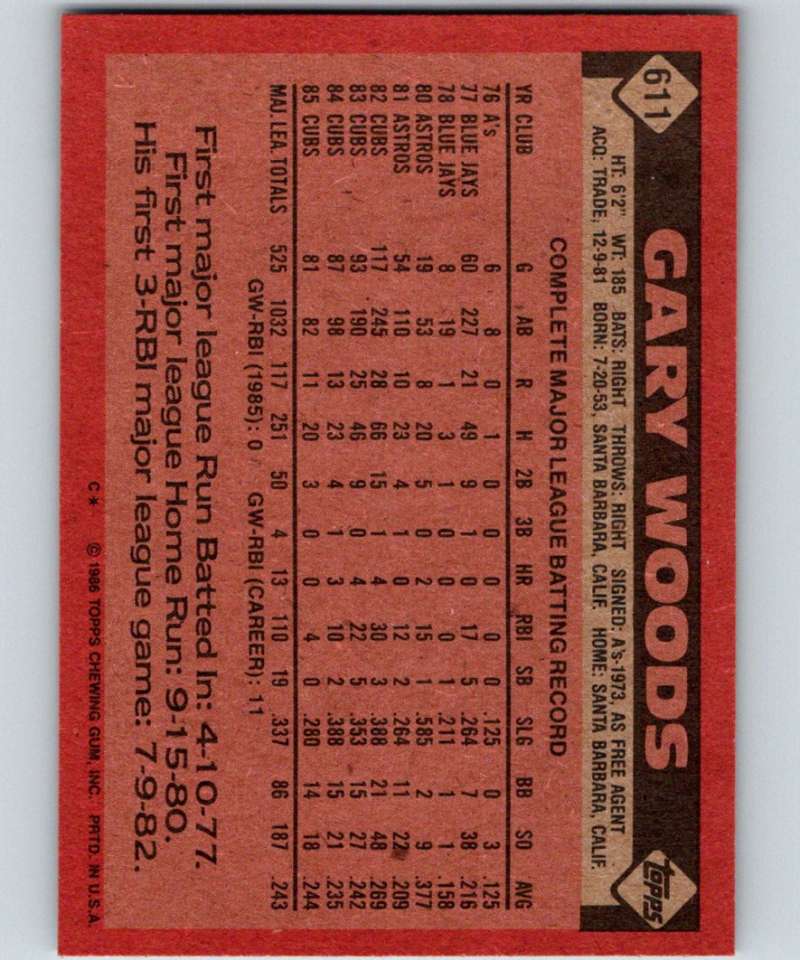 611
GARY WOODS
topps
HT: 6'2" WT: 185 BATS: RIGHT THROWS: RIGHT SIGNED: A's-1973, AS FREE AGENT
ACQ: TRADE, 12-9-81 BORN: 7-20-53, SANTA BARBARA, CALIF. HOME: SANTA BARBARA, CALIF.
COMPLETE MAJOR LEAGUE BATTING RECORD
YR CLUB G AB R H 2B 3B HR RBI SB SLG BB SO AVG
76 A's 6 8 0 1 0 0 0 0 0 .125 0 3 .125
77 BLUE JAYS 60 227 21 49 9 1 0 17 5 .264 7 38 .216
78 BLUE JAYS 8 19 1 3 1 0 0 0 1 .211 1 1 .158
80 ASTROS 19 53 8 20 5 0 2 15 1 .585 2 9 .377
81 ASTROS 54 110 10 23 4 1 0 12 2 .264 11 22 .209
82 CUBS 117 245 28 66 15 1 4 30 3 .388 21 48 .269
83 CUBS 93 190 25 46 9 0 4 22 5 .353 15 27 .242
84 CUBS 87 98 13 23 4 1 3 10 2 .388 15 21 .235
85 CUBS 81 82 11 20 3 0 0 4 0 .280 14 18 .244
MAJ. LEA. TOTALS 525 1032 117 251 50 4 13 110 19 .337 86 187 .243
GW-RBI (1985): 0 GW-RBI (CAREER): 11
First major league Run Batted In: 4-10-77.
First major league Home Run: 9-15-80.
His first 3-RBI major league game: 7-9-82.
C* © 1986 TOPPS CHEWING GUM, INC. PRTD. IN U.S.A.